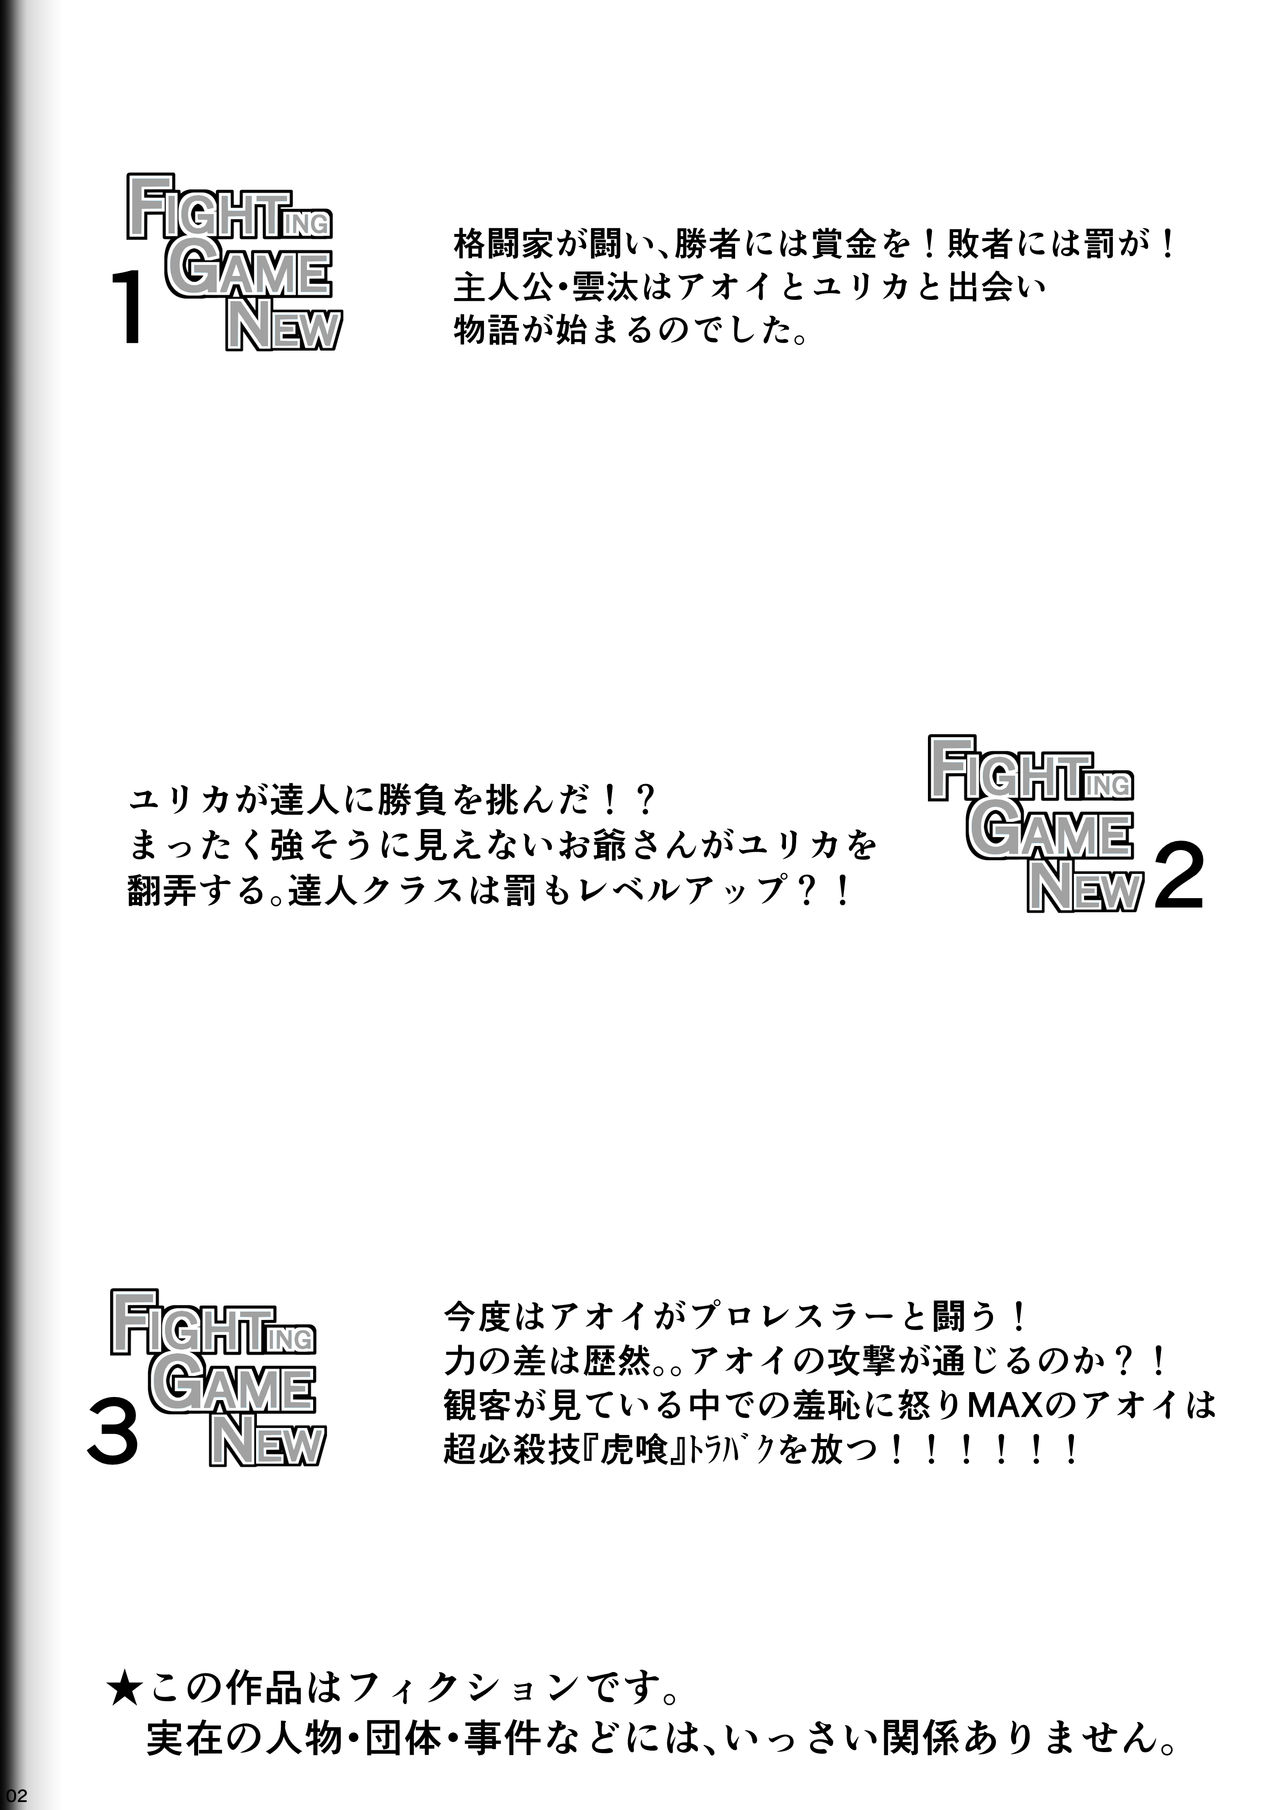 FIGHTING
GAME
1 NEW
格闘家が闘い、勝者には賞金を！敗者には罰が！
主人公・雲汰はアオイとユリカと出会い
物語が始まるのでした。
ユリカが達人に勝負を挑んだ！？
まったく強そうに見えないお爺さんがユリカを
翻弄する。達人クラスは罰もレベルアップ？！
FIGHTING
GAME
NEW 2
FIGHTING
GAME
3 NEW
今度はアオイがプロレスラーと闘う！
力の差は歴然。。アオイの攻撃が通じるのか？！
観客が見ている中での羞恥に怒りMAXのアオイは
超必殺技『虎喰』ﾄﾗﾊﾞｸを放つ！！！！！！
★この作品はフィクションです。
実在の人物・団体・事件などには、いっさい関係ありません。
02